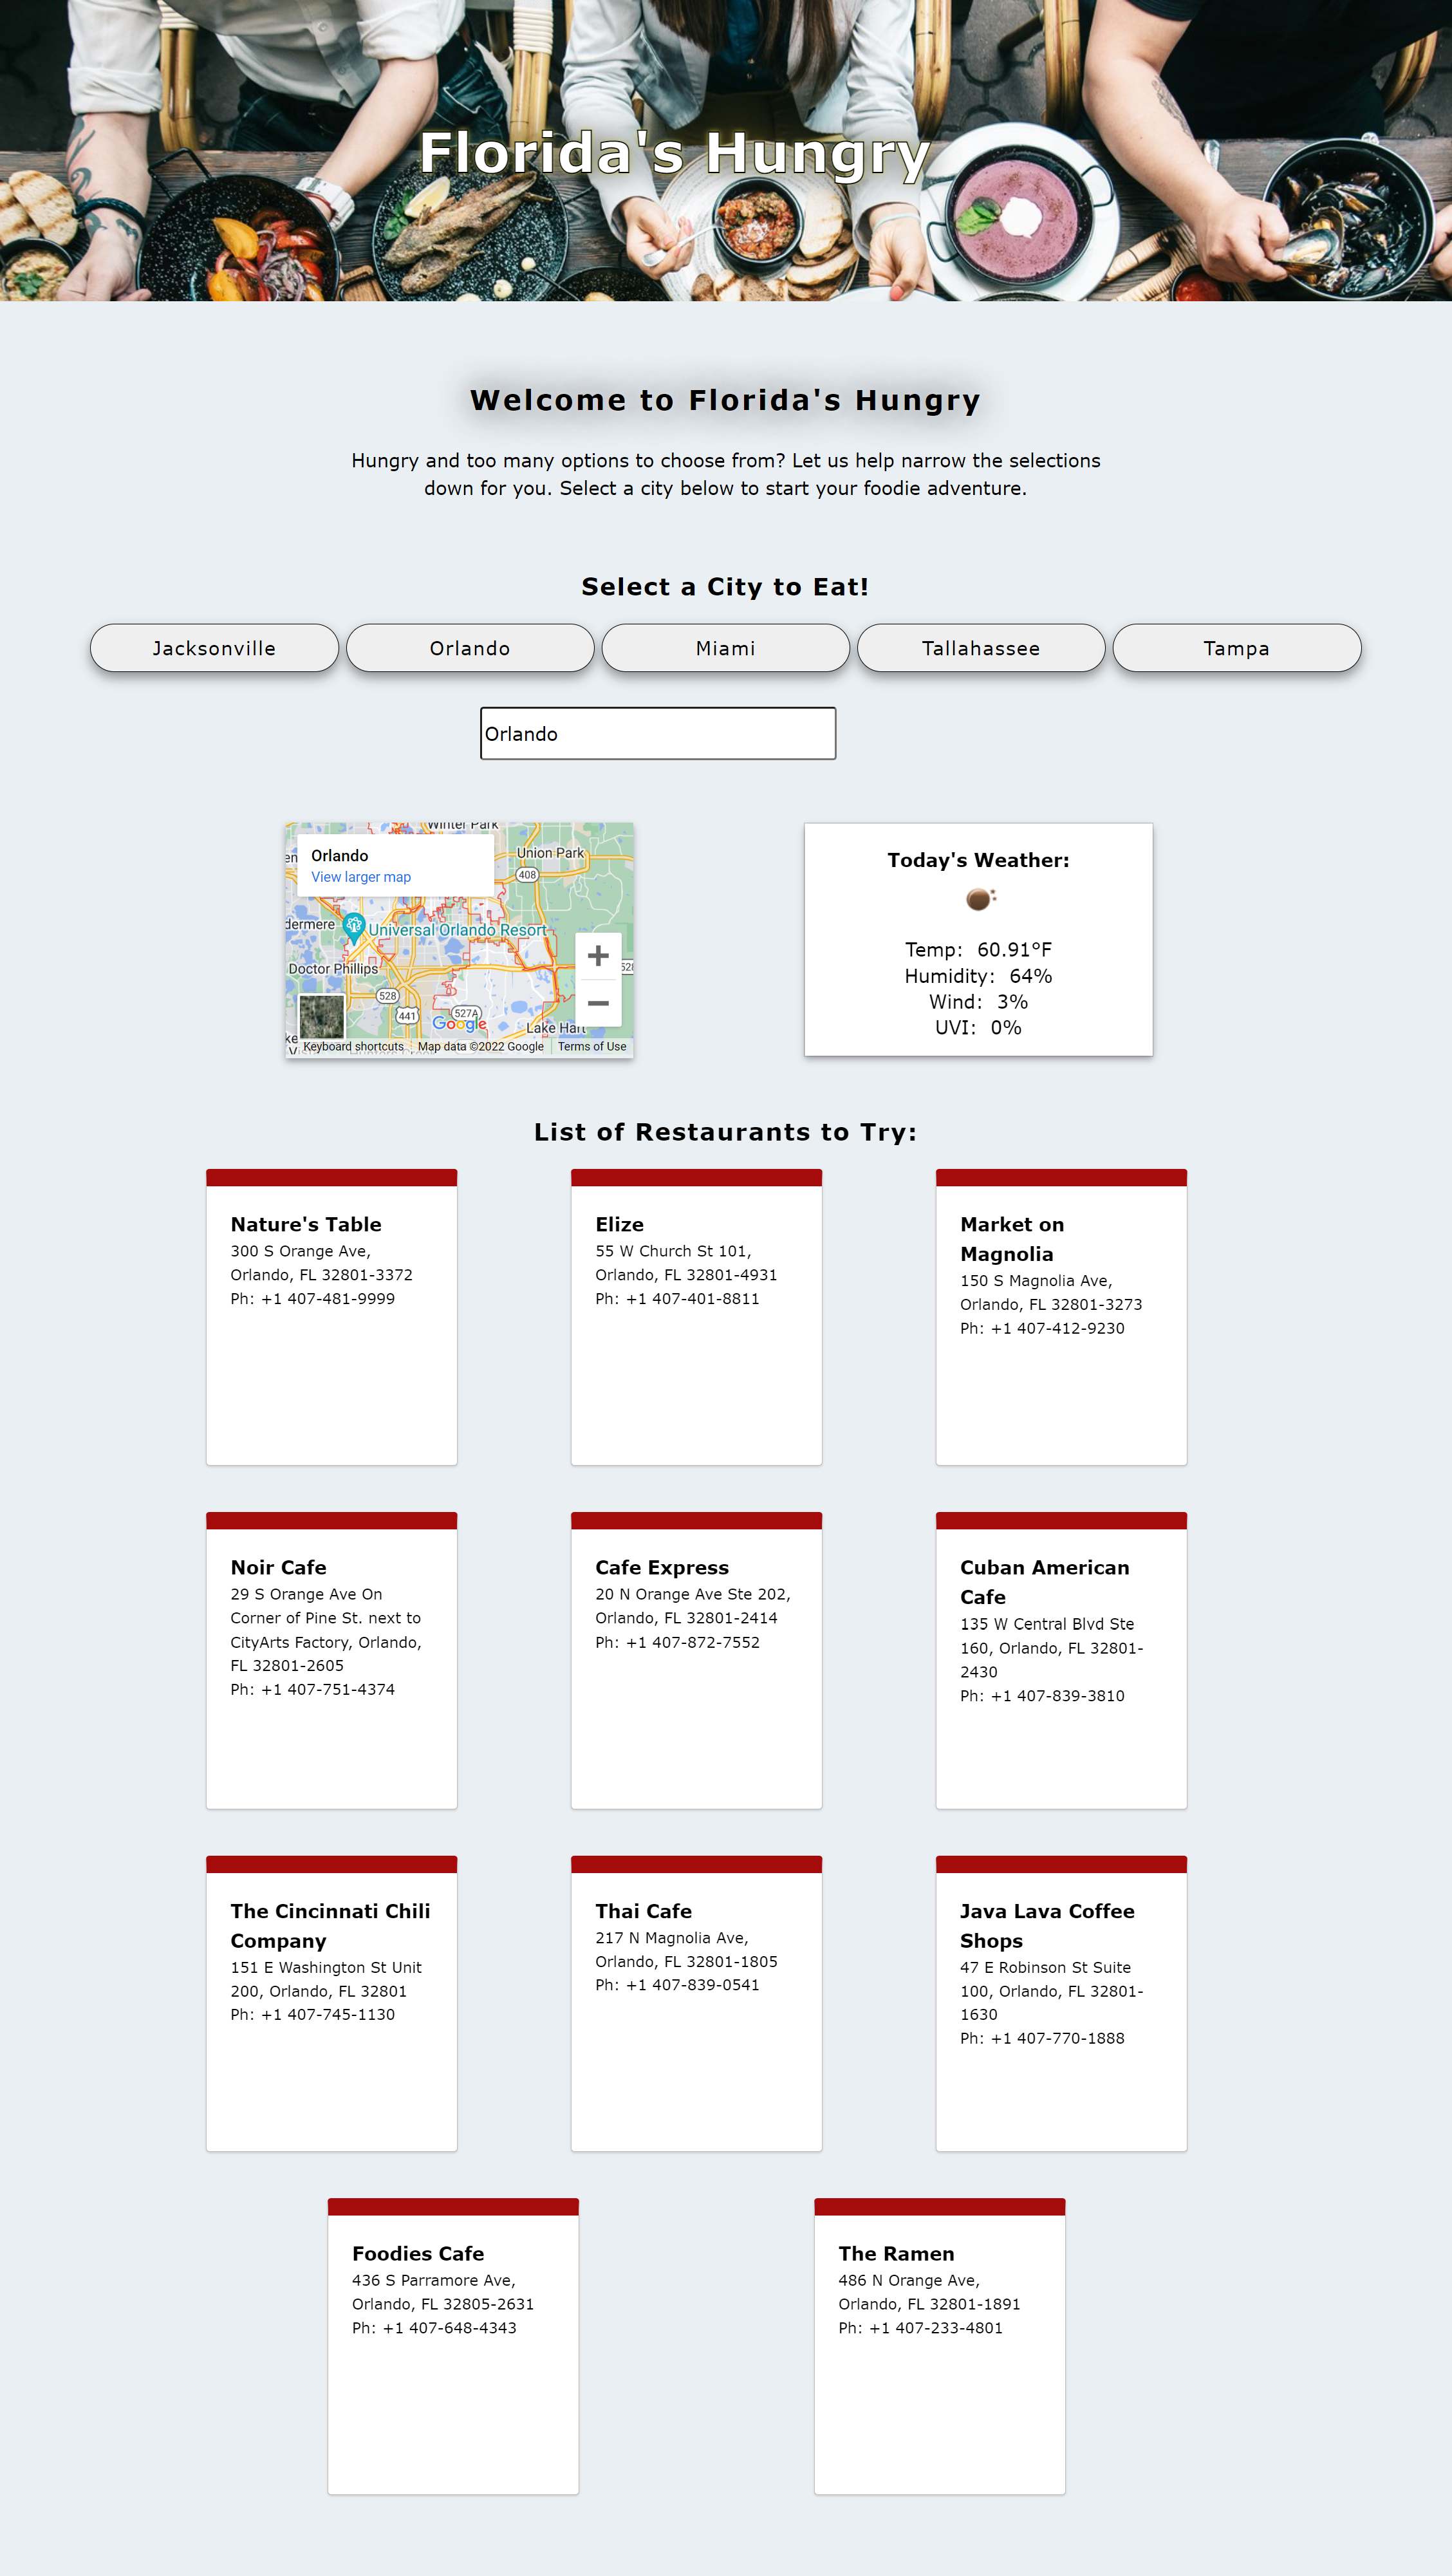 Florida's Hungry
Welcome to Florida's Hungry
Hungry and too many options to choose from? Let us help narrow the selections
down for you. Select a city below to start your foodie adventure.
Select a City to Eat!
Jacksonville
Orlando
Miami
Tallahassee
Tampa
Orlando
Winter Park
Orlando
View larger map
Union Park
408
dermere
Universal Orlando Resort
Doctor Phillips
528
528
441
527A
Google
Lake Hart
Keyboard shortcuts
Map data ©2022 Google
Terms of Use
Today's Weather:
Temp: 60.91°F
Humidity: 64%
Wind: 3%
UVI: 0%
List of Restaurants to Try:
Nature's Table
300 S Orange Ave,
Orlando, FL 32801-3372
Ph: +1 407-481-9999
Elize
55 W Church St 101,
Orlando, FL 32801-4931
Ph: +1 407-401-8811
Market on
Magnolia
150 S Magnolia Ave,
Orlando, FL 32801-3273
Ph: +1 407-412-9230
Noir Cafe
29 S Orange Ave On
Corner of Pine St. next to
CityArts Factory, Orlando,
FL 32801-2605
Ph: +1 407-751-4374
Cafe Express
20 N Orange Ave Ste 202,
Orlando, FL 32801-2414
Ph: +1 407-872-7552
Cuban American
Cafe
135 W Central Blvd Ste
160, Orlando, FL 32801-
2430
Ph: +1 407-839-3810
The Cincinnati Chili
Company
151 E Washington St Unit
200, Orlando, FL 32801
Ph: +1 407-745-1130
Thai Cafe
217 N Magnolia Ave,
Orlando, FL 32801-1805
Ph: +1 407-839-0541
Java Lava Coffee
Shops
47 E Robinson St Suite
100, Orlando, FL 32801-
1630
Ph: +1 407-770-1888
Foodies Cafe
436 S Parramore Ave,
Orlando, FL 32805-2631
Ph: +1 407-648-4343
The Ramen
486 N Orange Ave,
Orlando, FL 32801-1891
Ph: +1 407-233-4801